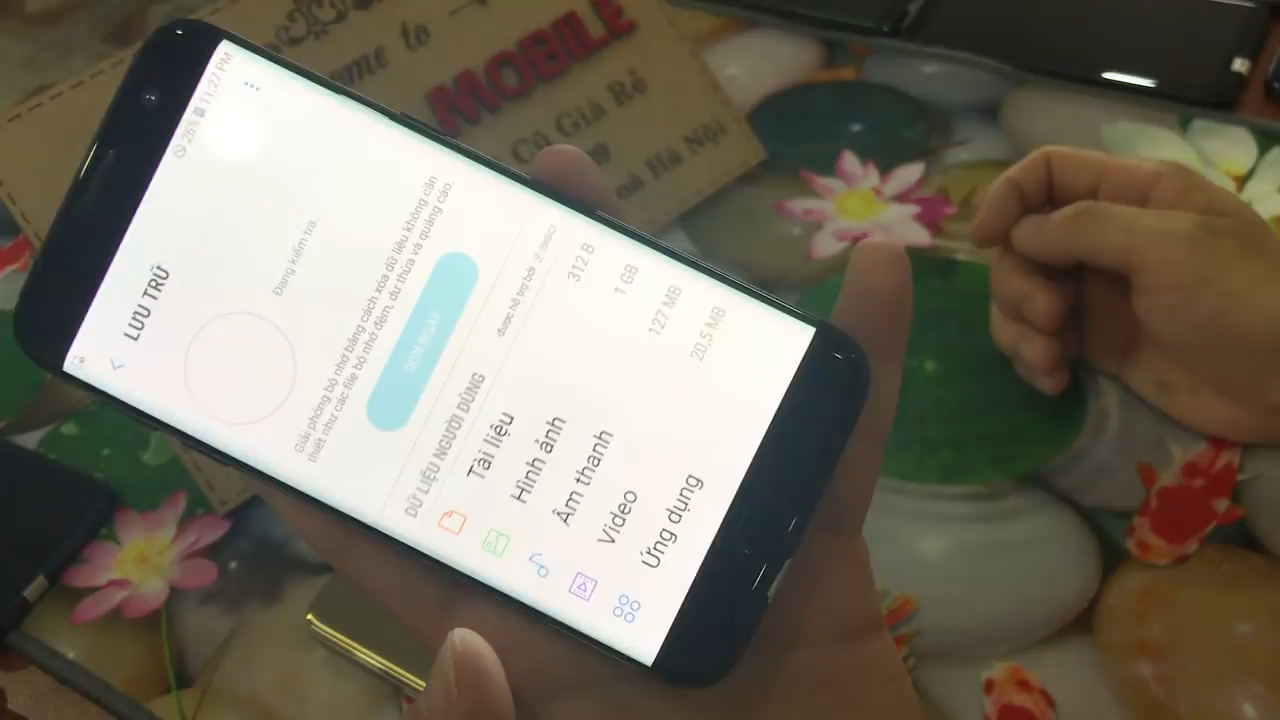 11:27 PM
LƯU TRỮ
Đang kiểm tra...
Giải phóng bộ nhớ bằng cách xóa dữ liệu không cần
thiết như các file bộ nhớ đệm, dư thừa và quảng cáo.
DỌN NGAY
được hỗ trợ bởi
DỮ LIỆU NGƯỜI DÙNG
Tài liệu 312 B
Hình ảnh 1 GB
Âm thanh 127 MB
Video 20,5 MB
Ứng dụng
to
MOBILE
Cũ Giá Rẻ
Hà Nội